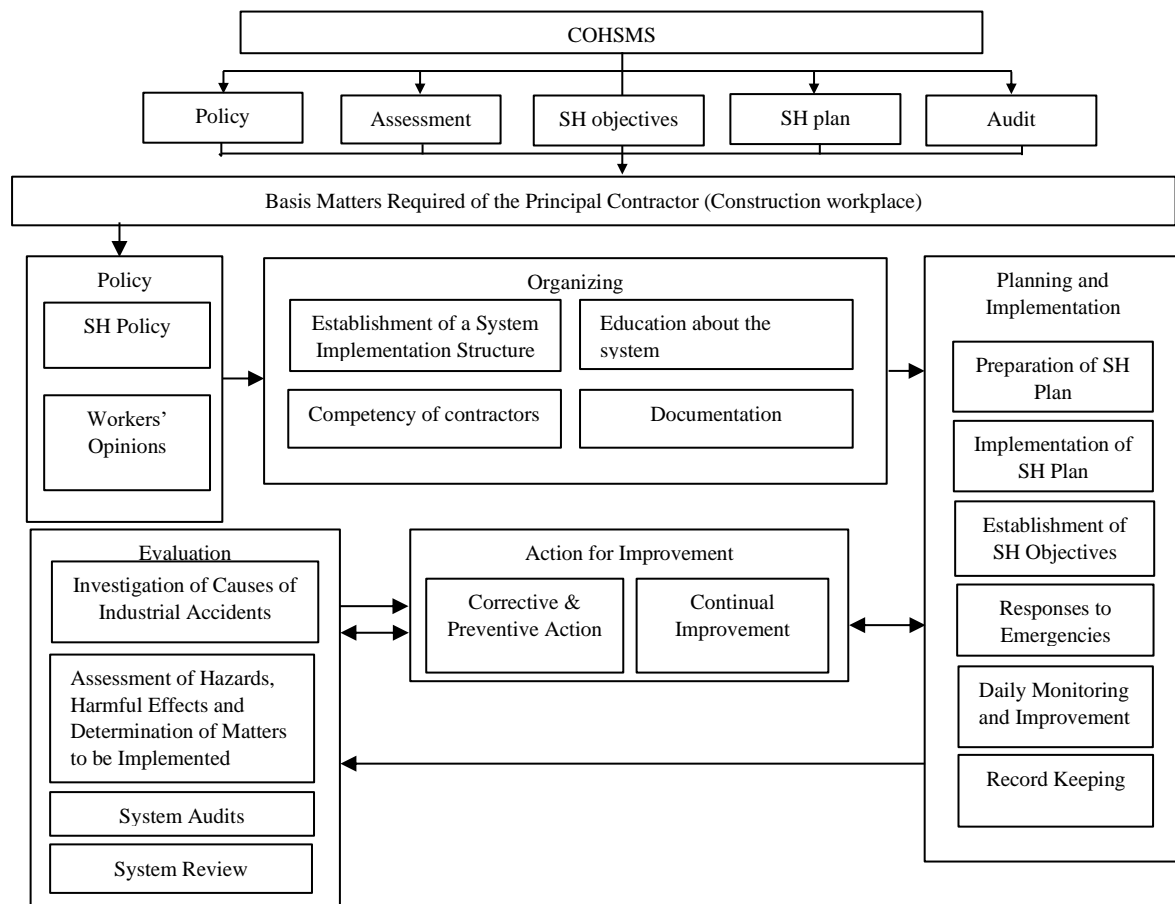 COHSMS
Policy
Assessment
SH objectives
SH plan
Audit
Basis Matters Required of the Principal Contractor (Construction workplace)
Policy
SH Policy
Workers’
Opinions
Organizing
Establishment of a System
Implementation Structure
Education about the
system
Competency of contractors
Documentation
Planning and
Implementation
Preparation of SH
Plan
Implementation of
SH Plan
Establishment of
SH Objectives
Responses to
Emergencies
Daily Monitoring
and Improvement
Record Keeping
Evaluation
Investigation of Causes of
Industrial Accidents
Assessment of Hazards,
Harmful Effects and
Determination of Matters
to be Implemented
System Audits
System Review
Action for Improvement
Corrective &
Preventive Action
Continual
Improvement